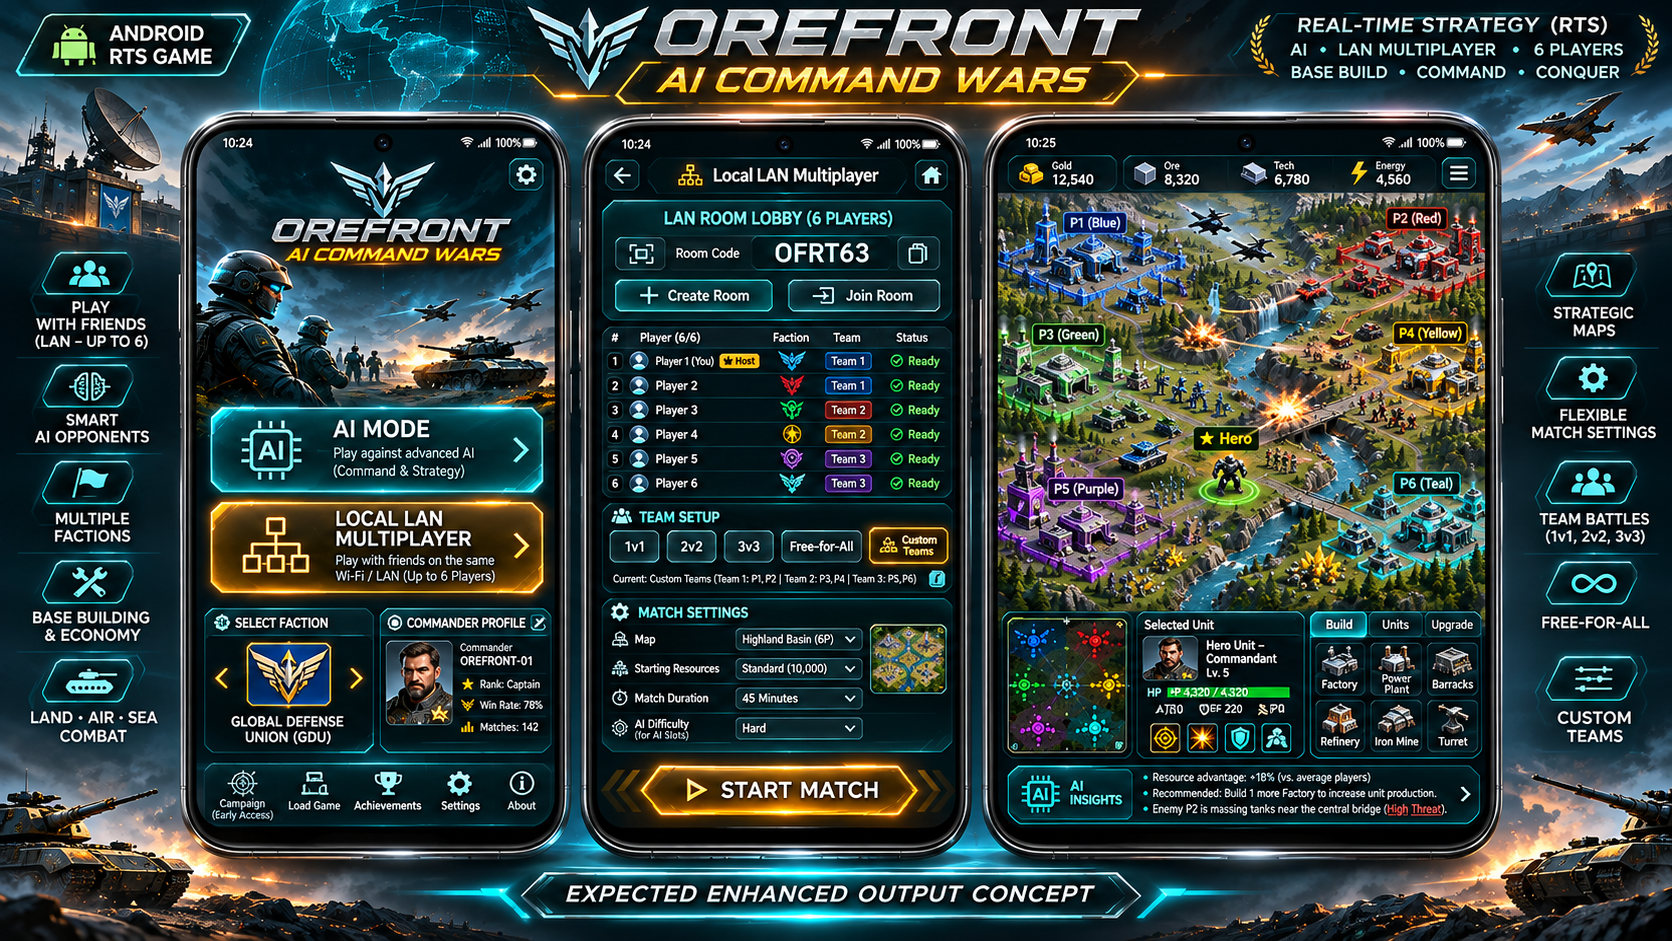 ANDROID
RTS GAME
OREFRONT
AI COMMAND WARS
REAL-TIME STRATEGY (RTS)
AI • LAN MULTIPLAYER • 6 PLAYERS
BASE BUILD • COMMAND • CONQUER
PLAY
WITH FRIENDS
(LAN – UP TO 6)
SMART
AI OPPONENTS
MULTIPLE
FACTIONS
BASE BUILDING
& ECONOMY
LAND • AIR • SEA
COMBAT
10:24
100%
OREFRONT
AI COMMAND WARS
AI
AI MODE
Play against advanced AI
(Command & Strategy)
LOCAL LAN
MULTIPLAYER
Play with friends on the same
Wi-Fi / LAN (Up to 6 Players)
SELECT FACTION
GLOBAL DEFENSE
UNION (GDU)
COMMANDER PROFILE
Commander
OREFRONT-01
Rank: Captain
Win Rate: 78%
Matches: 142
Campaign
(Early Access)
Load Game
Achievements
Settings
About
10:24
100%
Local LAN Multiplayer
LAN ROOM LOBBY (6 PLAYERS)
Room Code
OFRT63
Create Room
Join Room
# Player (6/6) Faction Team Status
1 Player 1 (You) Host Team 1 Ready
2 Player 2 Team 1 Ready
3 Player 3 Team 2 Ready
4 Player 4 Team 2 Ready
5 Player 5 Team 3 Ready
6 Player 6 Team 3 Ready
TEAM SETUP
1v1
2v2
3v3
Free-for-All
Custom
Teams
Current: Custom Teams (Team 1: P1, P2 | Team 2: P3, P4 | Team 3: P5, P6)
MATCH SETTINGS
Map Highland Basin (6P)
Starting Resources Standard (10,000)
Match Duration 45 Minutes
AI Difficulty
(for AI Slots)
Hard
START MATCH
10:25
100%
Gold
12,540
Ore
8,320
Tech
6,780
Energy
4,560
P1 (Blue)
P2 (Red)
P3 (Green)
P4 (Yellow)
Hero
P5 (Purple)
P6 (Teal)
Selected Unit
Hero Unit –
Commandant
Lv. 5
HP
4,320 / 4,320
220
Build
Units
Upgrade
Factory
Power
Plant
Barracks
Refinery
Iron Mine
Turret
AI
AI
INSIGHTS
• Resource advantage: +18% (vs. average players)
• Recommended: Build 1 more Factory to increase unit production.
• Enemy P2 is massing tanks near the central bridge (High Threat).
STRATEGIC
MAPS
FLEXIBLE
MATCH SETTINGS
TEAM BATTLES
(1v1, 2v2, 3v3)
FREE-FOR-ALL
CUSTOM
TEAMS
EXPECTED ENHANCED OUTPUT CONCEPT